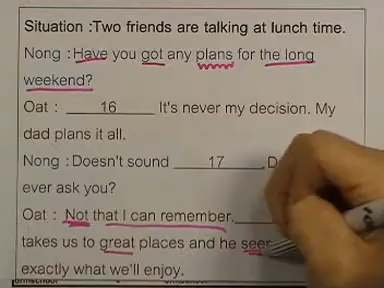 Situation :Two friends are talking at lunch time.
Nong : Have you got any plans for the long
weekend?
Oat : ___16___ It's never my decision. My
dad plans it all.
Nong : Doesn't sound ___17___
ever ask you?
Oat : Not that I can remember.
takes us to great places and he
exactly what we'll enjoy.